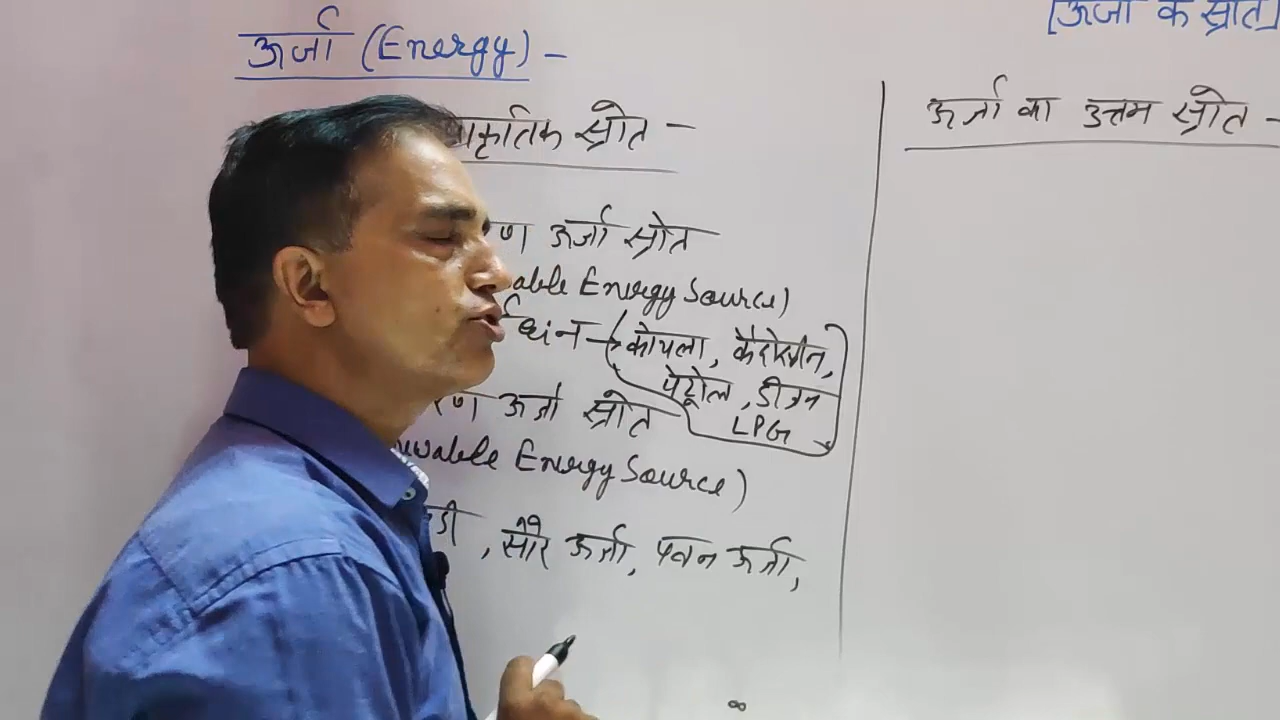 [ऊर्जा के स्रोत]
ऊर्जा (Energy) –
प्राकृतिक स्रोत –
ऊर्जा स्रोत
able Energy Source)
कोयला, कैरोसीन,
पेट्रोल, डीजल
LPG
ऊर्जा स्रोत
wable Energy Source)
, सौर ऊर्जा, पवन ऊर्जा,
ऊर्जा का उत्तम स्रोत –